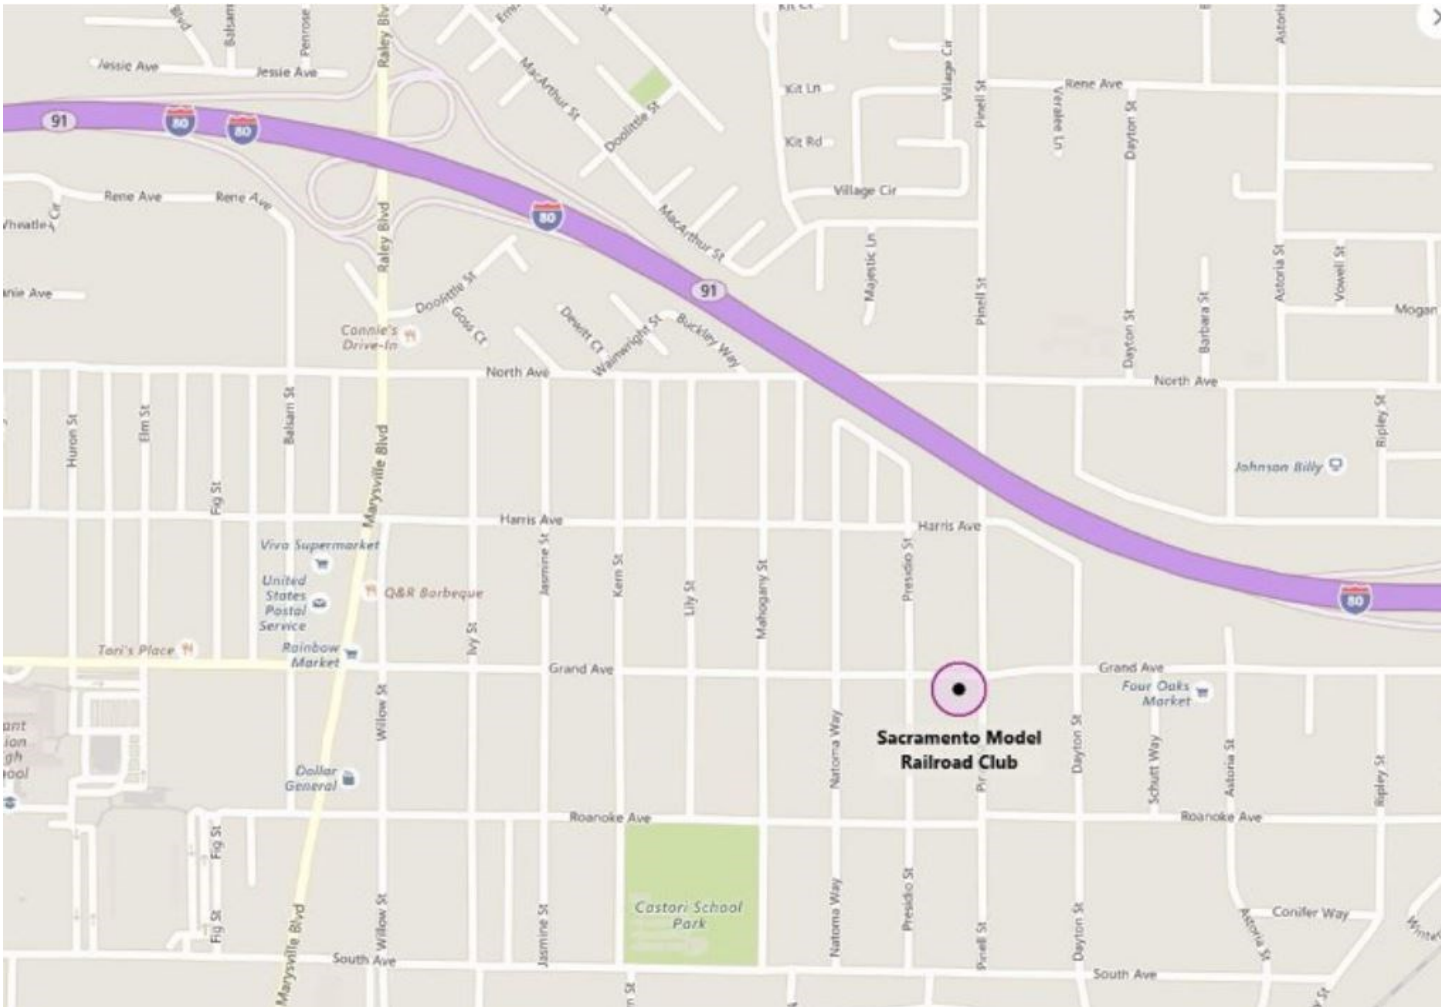 Blvd
Balsam
Penrose
Raley Blv
St
Kit Ct
Astoria
Jessie Ave
Jessie Ave
MacArthur St
Kit Ln
Village Cir
Pinell St
Rene Ave
Veralee Ln
Dayton St
91
80
80
Doolittle St
Kit Rd
Rene Ave
Rene Ave
80
Village Cir
Raley Blvd
MacArthur St
Majestic Ln
Pinell St
Astoria St
Vowell St
91
Doolittle St
Goss Ct
Dewitt Ct
Wainwright St
Buckley Way
Dayton St
Barbara St
Mogan
Connie's
Drive-In
North Ave
North Ave
Huron St
Elm St
Balsam St
Fig St
Marysville Blvd
Ripley St
Johnson Billy
Harris Ave
Harris Ave
Viva Supermarket
United
States
Postal
Service
Q&R Barbeque
Jasmine St
Kern St
Lily St
Mahogany St
Presidio St
80
Tori's Place
Rainbow
Market
Ivy St
Grand Ave
Grand Ave
Four Oaks
Market
Willow St
Natoma Way
Sacramento Model
Railroad Club
Dayton St
Schutt Way
Astoria St
Ripley St
Dollar
General
Roanoke Ave
Roanoke Ave
Fig St
Castori School
Park
Fig St
Marysville Blvd
Willow St
Jasmine St
Natoma Way
Presidio St
Pinell St
Dayton St
Astoria St
Conifer Way
South Ave
South Ave